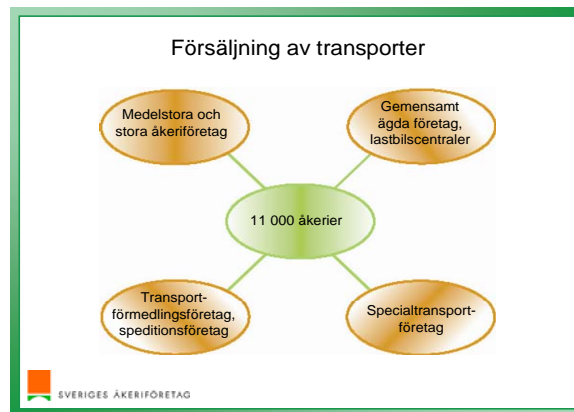 Försäljning av transporter
Medelstora och
stora åkeriföretag
Gemensamt
ägda företag,
lastbilscentraler
11 000 åkerier
Transport-
förmedlingsföretag,
speditionsföretag
Specialtransport-
företag
SVERIGES ÅKERIFÖRETAG